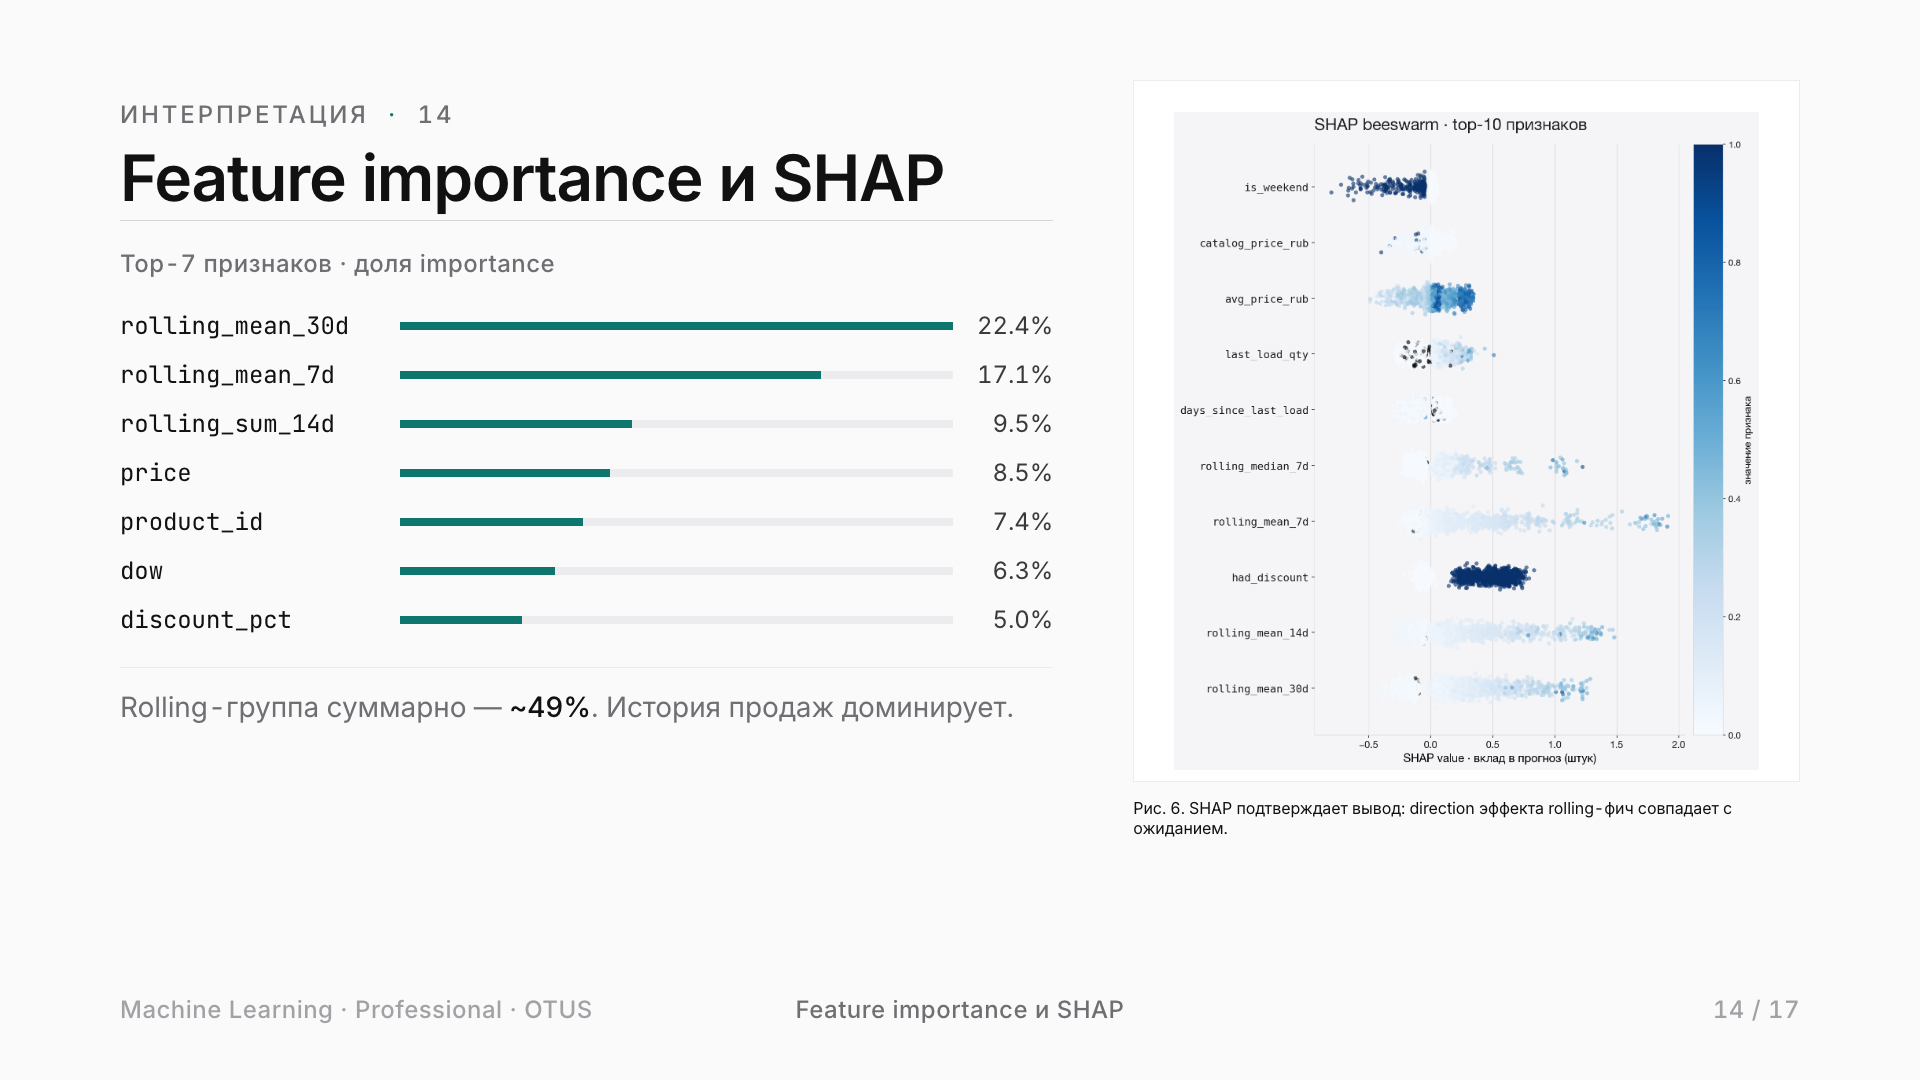 ИНТЕРПРЕТАЦИЯ · 14
Feature importance и SHAP
Top-7 признаков · доля importance
rolling_mean_30d 22.4%
rolling_mean_7d 17.1%
rolling_sum_14d 9.5%
price 8.5%
product_id 7.4%
dow 6.3%
discount_pct 5.0%
Rolling-группа суммарно — ~49%. История продаж доминирует.
SHAP beeswarm · top-10 признаков
is_weekend
catalog_price_rub
avg_price_rub
last_load_qty
days_since_last_load
rolling_median_7d
rolling_mean_7d
had_discount
rolling_mean_14d
rolling_mean_30d
−0.5 0.0 0.5 1.0 1.5 2.0
SHAP value · вклад в прогноз (штук)
1.0
0.8
0.6
0.4
0.2
0.0
значение признака
Рис. 6. SHAP подтверждает вывод: direction эффекта rolling-фич совпадает с
ожиданием.
Machine Learning · Professional · OTUS
Feature importance и SHAP
14 / 17